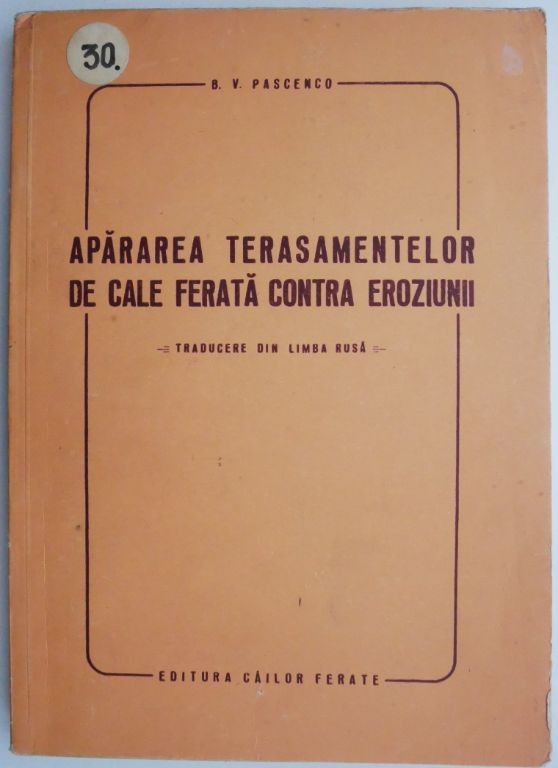 30.
B. V. PASCENCO
APĂRAREA TERASAMENTELOR
DE CALE FERATĂ CONTRA EROZIUNII
TRADUCERE DIN LIMBA RUSĂ
EDITURA CĂILOR FERATE